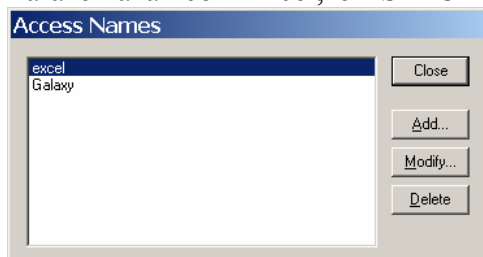 Access Names
excel
Galaxy
Close
Add...
Modify...
Delete